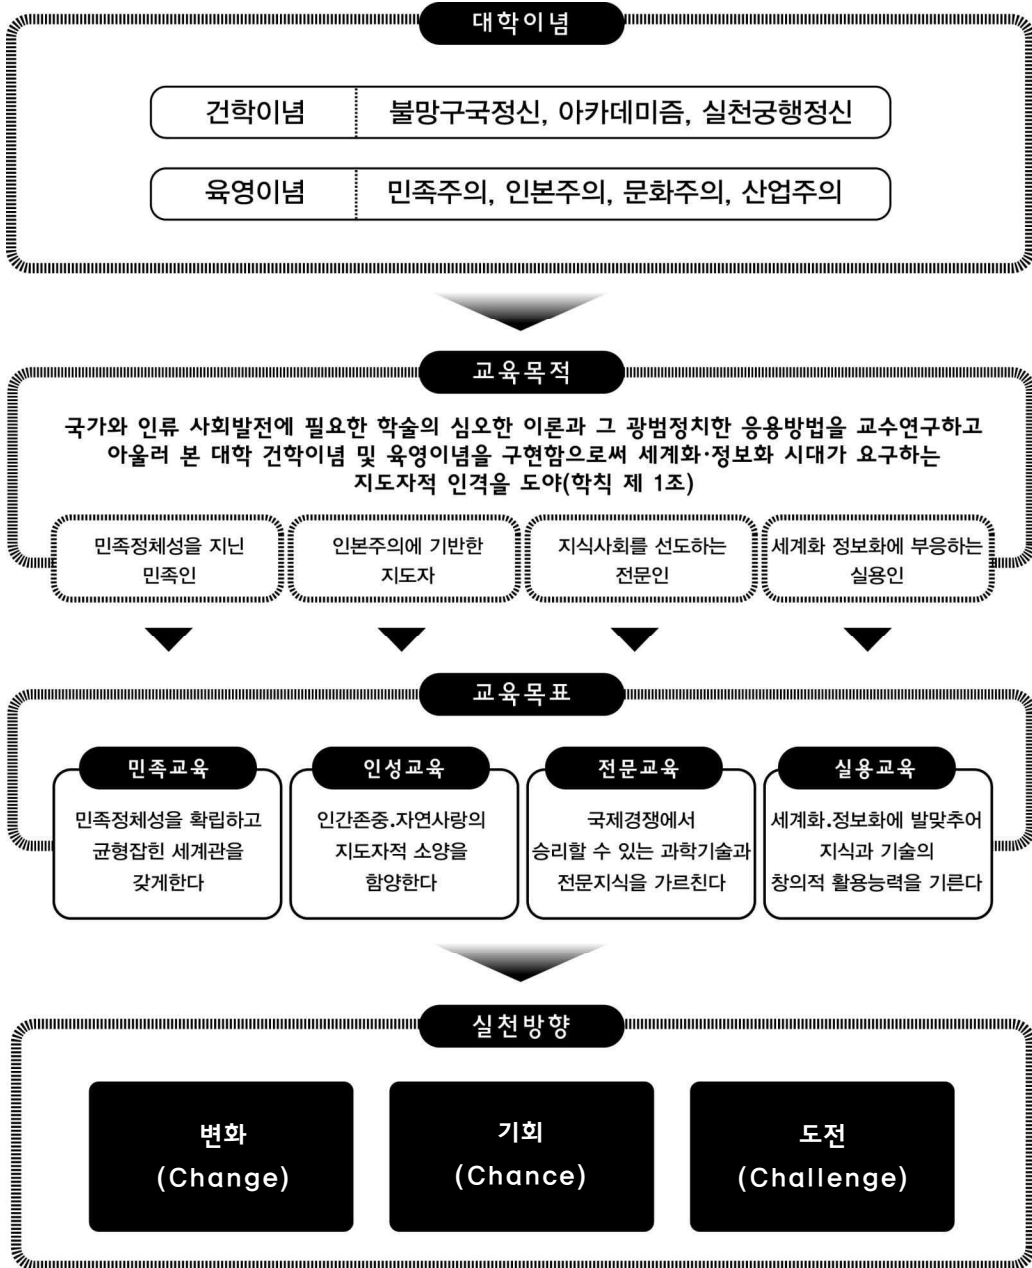 대학이념
건학이념 불망구국정신, 아카데미즘, 실천궁행정신
육영이념 민족주의, 인본주의, 문화주의, 산업주의
교육목적
국가와 인류 사회발전에 필요한 학술의 심오한 이론과 그 광범정치한 응용방법을 교수연구하고
아울러 본 대학 건학이념 및 육영이념을 구현함으로써 세계화·정보화 시대가 요구하는
지도자적 인격을 도야(학칙 제 1조)
민족정체성을 지닌
민족인
인본주의에 기반한
지도자
지식사회를 선도하는
전문인
세계화 정보화에 부응하는
실용인
교육목표
민족교육
민족정체성을 확립하고
균형잡힌 세계관을
갖게한다
인성교육
인간존중.자연사랑의
지도자적 소양을
함양한다
전문교육
국제경쟁에서
승리할 수 있는 과학기술과
전문지식을 가르친다
실용교육
세계화.정보화에 발맞추어
지식과 기술의
창의적 활용능력을 기른다
실천방향
변화
(Change)
기회
(Chance)
도전
(Challenge)